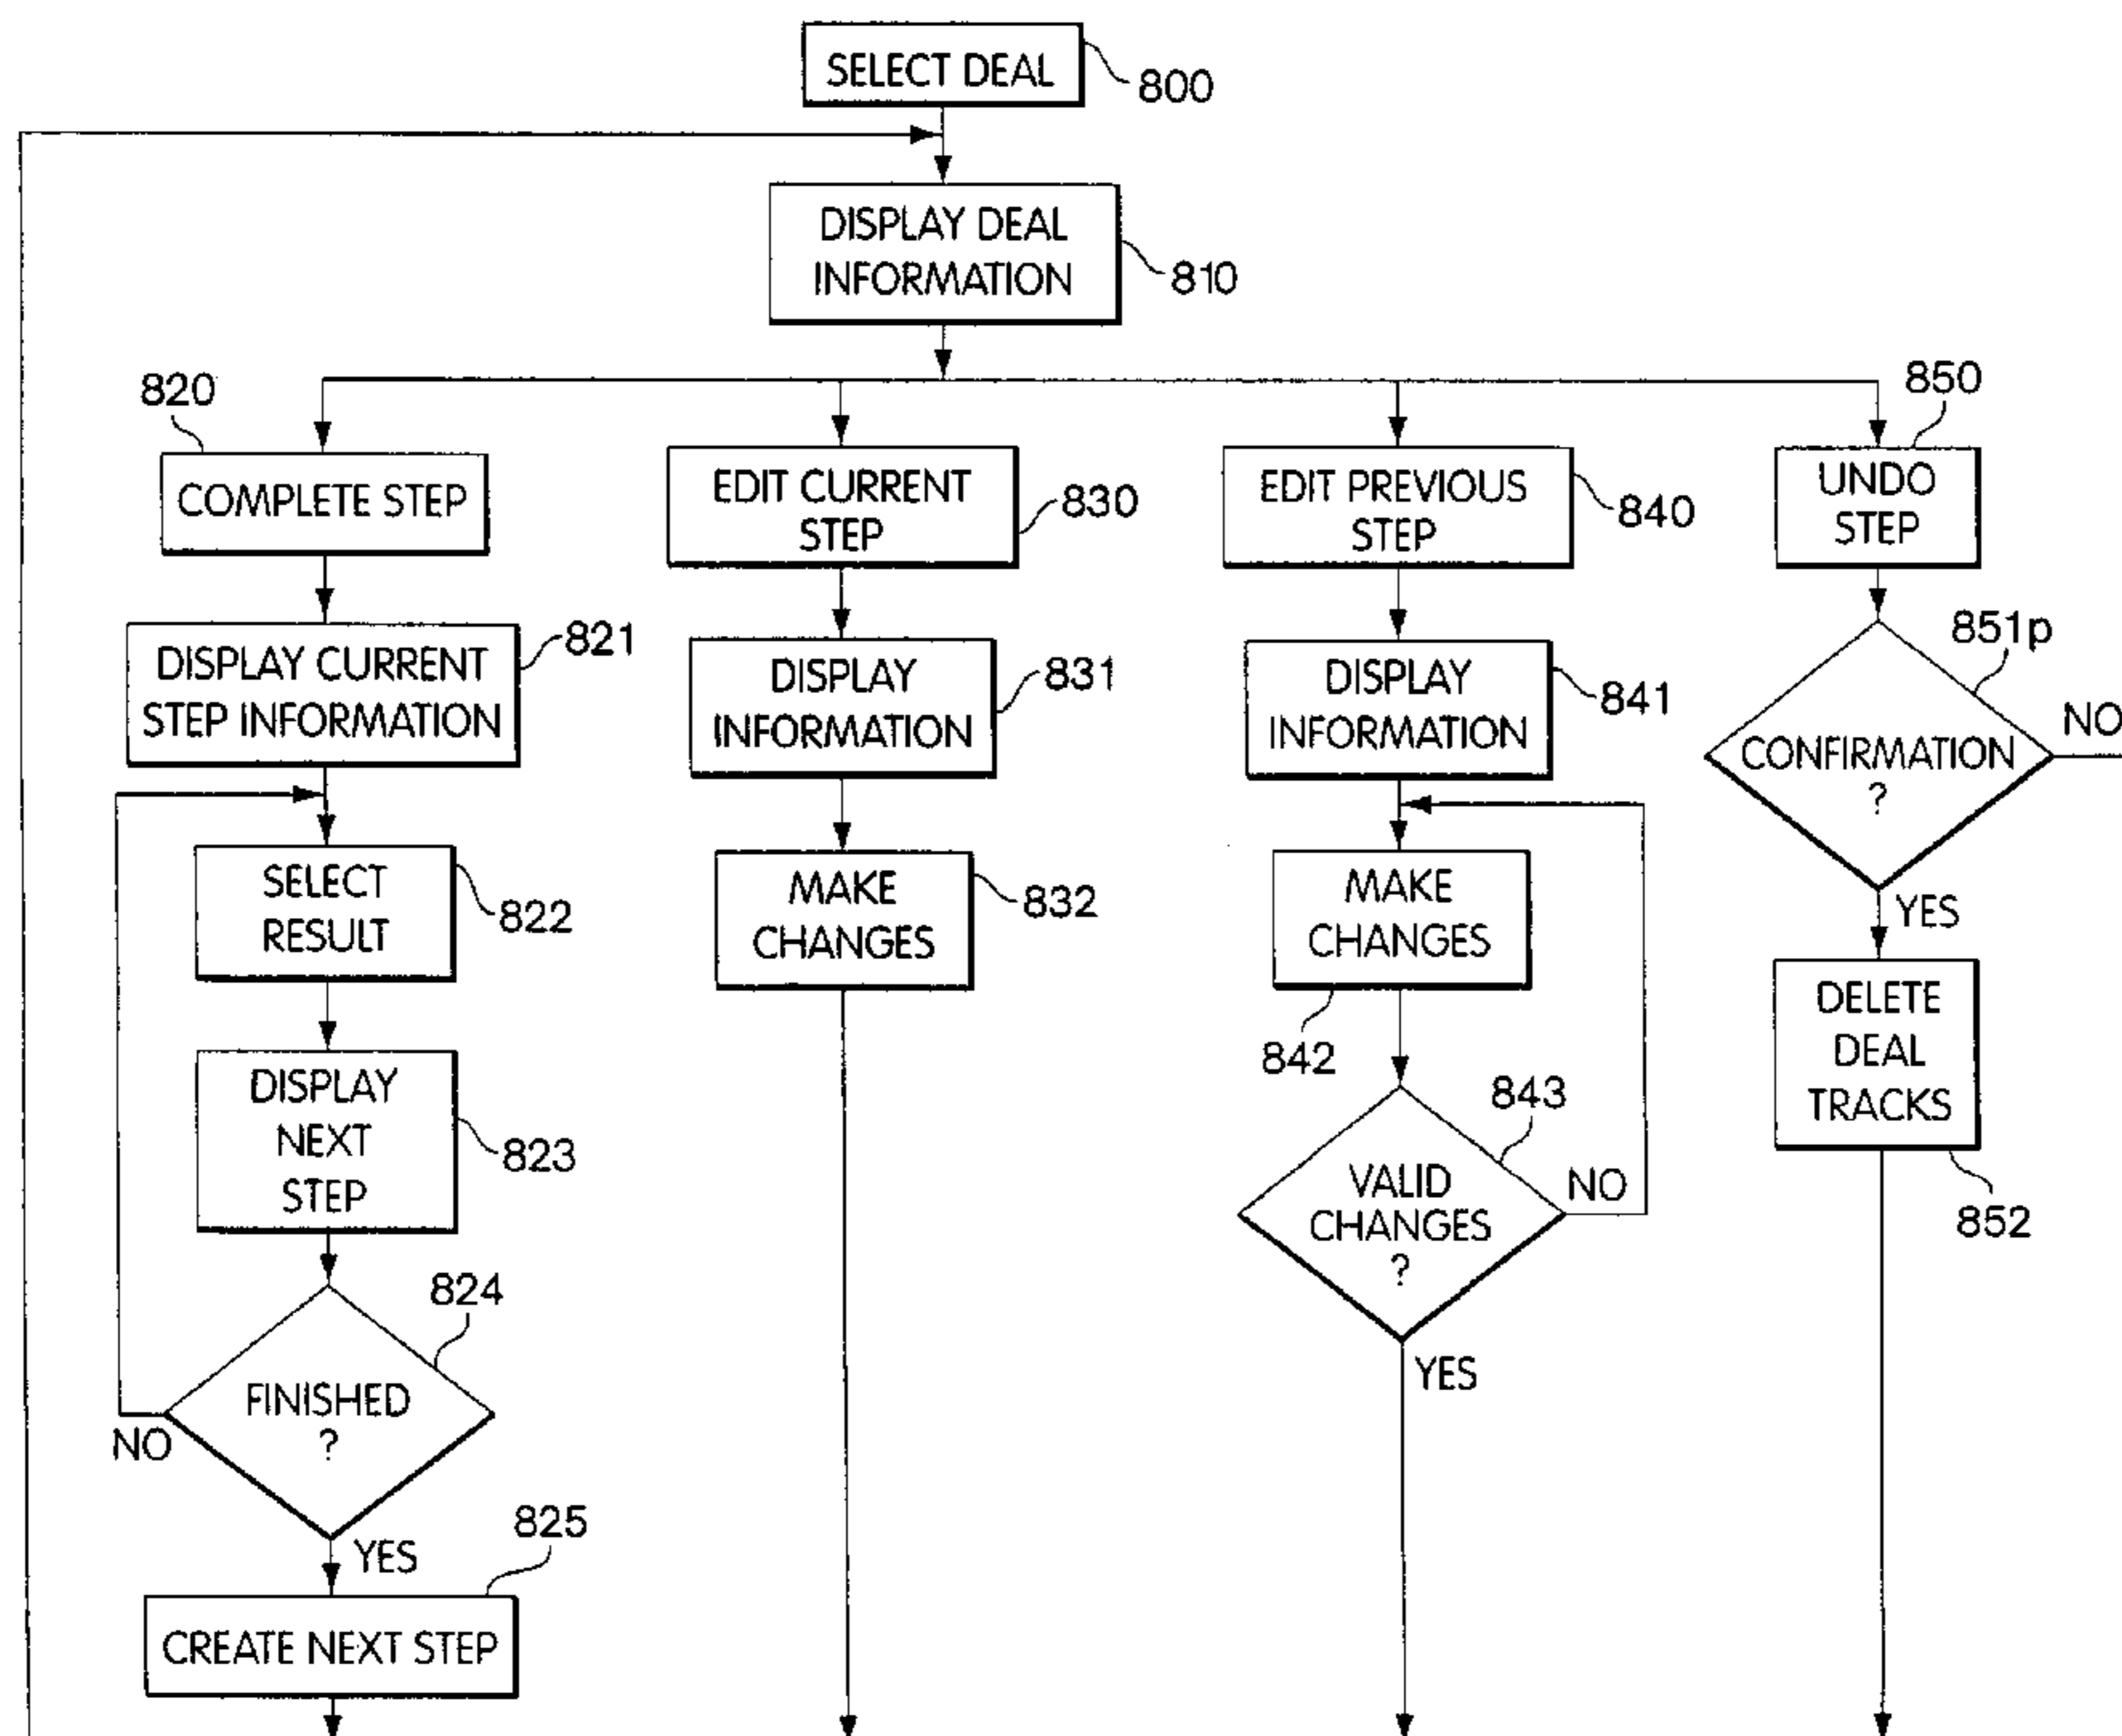 SELECT DEAL
800
DISPLAY DEAL
INFORMATION
810
820
COMPLETE STEP
EDIT CURRENT
STEP
830
EDIT PREVIOUS
STEP
840
850
UNDO
STEP
DISPLAY CURRENT
STEP INFORMATION
821
DISPLAY
INFORMATION
831
DISPLAY
INFORMATION
841
851p
CONFIRMATION
?
NO
YES
SELECT
RESULT
822
MAKE
CHANGES
832
MAKE
CHANGES
842
DELETE
DEAL
TRACKS
852
DISPLAY
NEXT
STEP
823
843
VALID
CHANGES
?
NO
YES
824
FINISHED
?
NO
YES
825
CREATE NEXT STEP